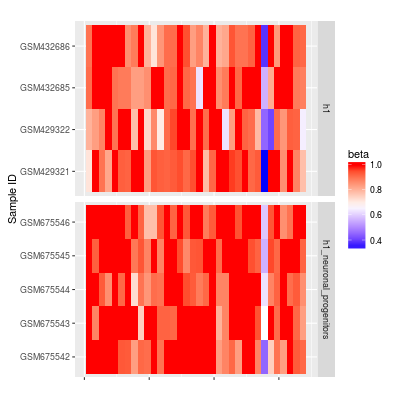 GSM432686
GSM432685
GSM429322
GSM429321
h1
GSM675546
GSM675545
GSM675544
GSM675543
GSM675542
h1_neuronal_progenitors
Sample ID
beta
1.0
0.8
0.6
0.4